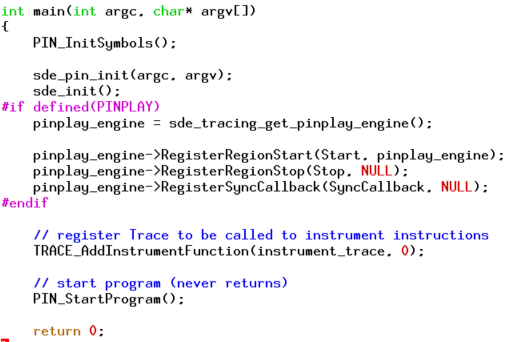 int main(int argc, char* argv[])
{
    PIN_InitSymbols();

    sde_pin_init(argc, argv);
    sde_init();
#if defined(PINPLAY)
    pinplay_engine = sde_tracing_get_pinplay_engine();

    pinplay_engine->RegisterRegionStart(Start, pinplay_engine);
    pinplay_engine->RegisterRegionStop(Stop, NULL);
    pinplay_engine->RegisterSyncCallback(SyncCallback, NULL);
#endif

    // register Trace to be called to instrument instructions
    TRACE_AddInstrumentFunction(instrument_trace, 0);

    // start program (never returns)
    PIN_StartProgram();

    return 0;